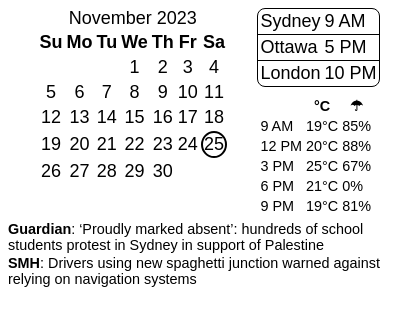 November 2023
Su Mo Tu We Th Fr Sa
1 2 3 4
5 6 7 8 9 10 11
12 13 14 15 16 17 18
19 20 21 22 23 24 25
26 27 28 29 30
Sydney 9 AM
Ottawa 5 PM
London 10 PM
°C ☂
9 AM 19°C 85%
12 PM 20°C 88%
3 PM 25°C 67%
6 PM 21°C 0%
9 PM 19°C 81%
Guardian: ‘Proudly marked absent’: hundreds of school
students protest in Sydney in support of Palestine
SMH: Drivers using new spaghetti junction warned against
relying on navigation systems